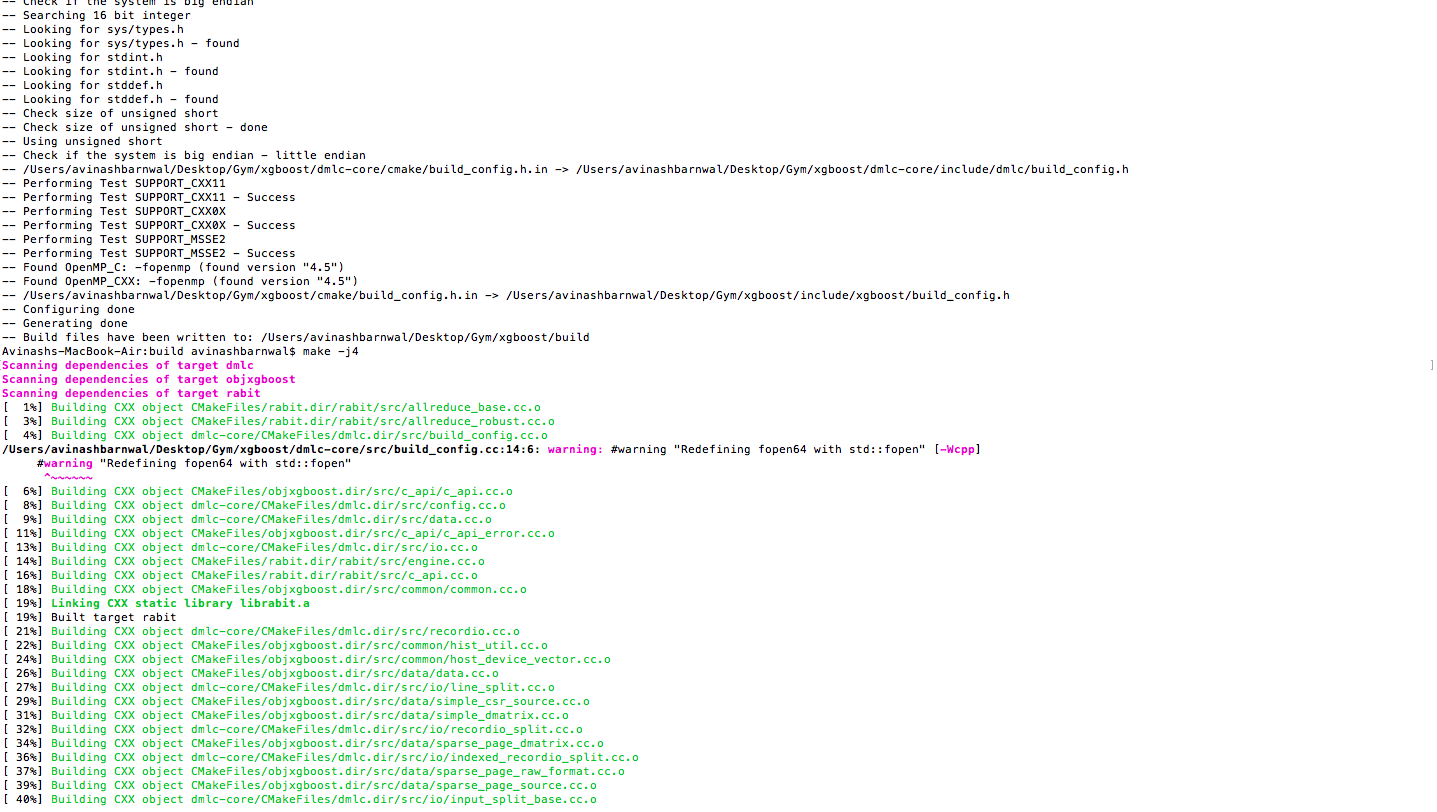 -- Check if the system is big endian
-- Searching 16 bit integer
-- Looking for sys/types.h
-- Looking for sys/types.h - found
-- Looking for stdint.h
-- Looking for stdint.h - found
-- Looking for stddef.h
-- Looking for stddef.h - found
-- Check size of unsigned short
-- Check size of unsigned short - done
-- Using unsigned short
-- Check if the system is big endian - little endian
-- /Users/avinashbarnwal/Desktop/Gym/xgboost/dmlc-core/cmake/build_config.h.in -> /Users/avinashbarnwal/Desktop/Gym/xgboost/dmlc-core/include/dmlc/build_config.h
-- Performing Test SUPPORT_CXX11
-- Performing Test SUPPORT_CXX11 - Success
-- Performing Test SUPPORT_CXX0X
-- Performing Test SUPPORT_CXX0X - Success
-- Performing Test SUPPORT_MSSE2
-- Performing Test SUPPORT_MSSE2 - Success
-- Found OpenMP_C: -fopenmp (found version "4.5")
-- Found OpenMP_CXX: -fopenmp (found version "4.5")
-- /Users/avinashbarnwal/Desktop/Gym/xgboost/cmake/build_config.h.in -> /Users/avinashbarnwal/Desktop/Gym/xgboost/include/xgboost/build_config.h
-- Configuring done
-- Generating done
-- Build files have been written to: /Users/avinashbarnwal/Desktop/Gym/xgboost/build
Avinashs-MacBook-Air:build avinashbarnwal$ make -j4
Scanning dependencies of target dmlc
Scanning dependencies of target objxgboost
Scanning dependencies of target rabit
[  1%] Building CXX object CMakeFiles/rabit.dir/rabit/src/allreduce_base.cc.o
[  3%] Building CXX object CMakeFiles/rabit.dir/rabit/src/allreduce_robust.cc.o
[  4%] Building CXX object dmlc-core/CMakeFiles/dmlc.dir/src/build_config.cc.o
/Users/avinashbarnwal/Desktop/Gym/xgboost/dmlc-core/src/build_config.cc:14:6: warning: #warning "Redefining fopen64 with std::fopen" [-Wcpp]
     #warning "Redefining fopen64 with std::fopen"
      ^~~~~~~
[  6%] Building CXX object CMakeFiles/objxgboost.dir/src/c_api/c_api.cc.o
[  8%] Building CXX object dmlc-core/CMakeFiles/dmlc.dir/src/config.cc.o
[  9%] Building CXX object dmlc-core/CMakeFiles/dmlc.dir/src/data.cc.o
[ 11%] Building CXX object CMakeFiles/objxgboost.dir/src/c_api/c_api_error.cc.o
[ 13%] Building CXX object dmlc-core/CMakeFiles/dmlc.dir/src/io.cc.o
[ 14%] Building CXX object CMakeFiles/rabit.dir/rabit/src/engine.cc.o
[ 16%] Building CXX object CMakeFiles/rabit.dir/rabit/src/c_api.cc.o
[ 18%] Building CXX object CMakeFiles/objxgboost.dir/src/common/common.cc.o
[ 19%] Linking CXX static library librabit.a
[ 19%] Built target rabit
[ 21%] Building CXX object dmlc-core/CMakeFiles/dmlc.dir/src/recordio.cc.o
[ 22%] Building CXX object CMakeFiles/objxgboost.dir/src/common/hist_util.cc.o
[ 24%] Building CXX object CMakeFiles/objxgboost.dir/src/common/host_device_vector.cc.o
[ 26%] Building CXX object CMakeFiles/objxgboost.dir/src/data/data.cc.o
[ 27%] Building CXX object dmlc-core/CMakeFiles/dmlc.dir/src/io/line_split.cc.o
[ 29%] Building CXX object CMakeFiles/objxgboost.dir/src/data/simple_csr_source.cc.o
[ 31%] Building CXX object CMakeFiles/objxgboost.dir/src/data/simple_dmatrix.cc.o
[ 32%] Building CXX object dmlc-core/CMakeFiles/dmlc.dir/src/io/recordio_split.cc.o
[ 34%] Building CXX object CMakeFiles/objxgboost.dir/src/data/sparse_page_dmatrix.cc.o
[ 36%] Building CXX object dmlc-core/CMakeFiles/dmlc.dir/src/io/indexed_recordio_split.cc.o
[ 37%] Building CXX object CMakeFiles/objxgboost.dir/src/data/sparse_page_raw_format.cc.o
[ 39%] Building CXX object CMakeFiles/objxgboost.dir/src/data/sparse_page_source.cc.o
[ 40%] Building CXX object dmlc-core/CMakeFiles/dmlc.dir/src/io/input_split_base.cc.o